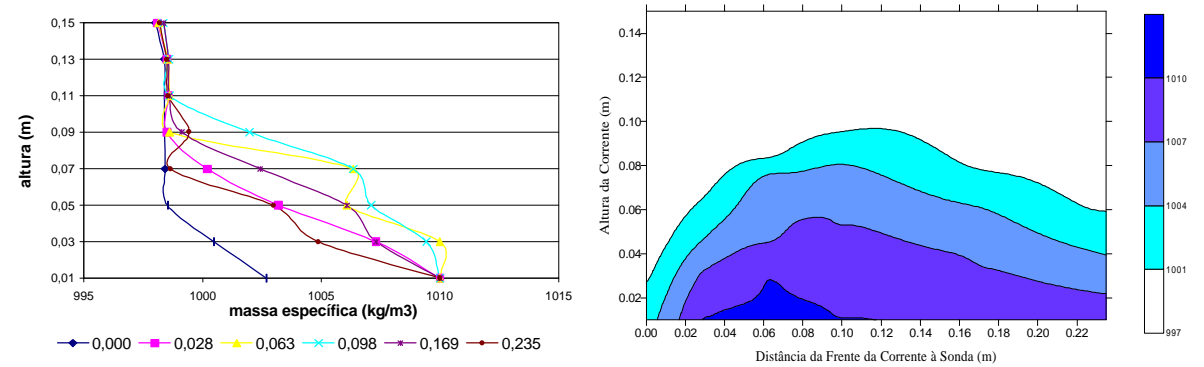 0,15
0,13
0,11
0,09
0,07
0,05
0,03
0,01
altura (m)
995 1000 1005 1010 1015
massa específica (kg/m3)
0,000 0,028 0,063 0,098 0,169 0,235
0.14
0.12
0.10
0.08
0.06
0.04
0.02
Altura da Corrente (m)
0.00 0.02 0.04 0.06 0.08 0.10 0.12 0.14 0.16 0.18 0.20 0.22
Distância da Frente da Corrente à Sonda (m)
1010
1007
1004
1001
997